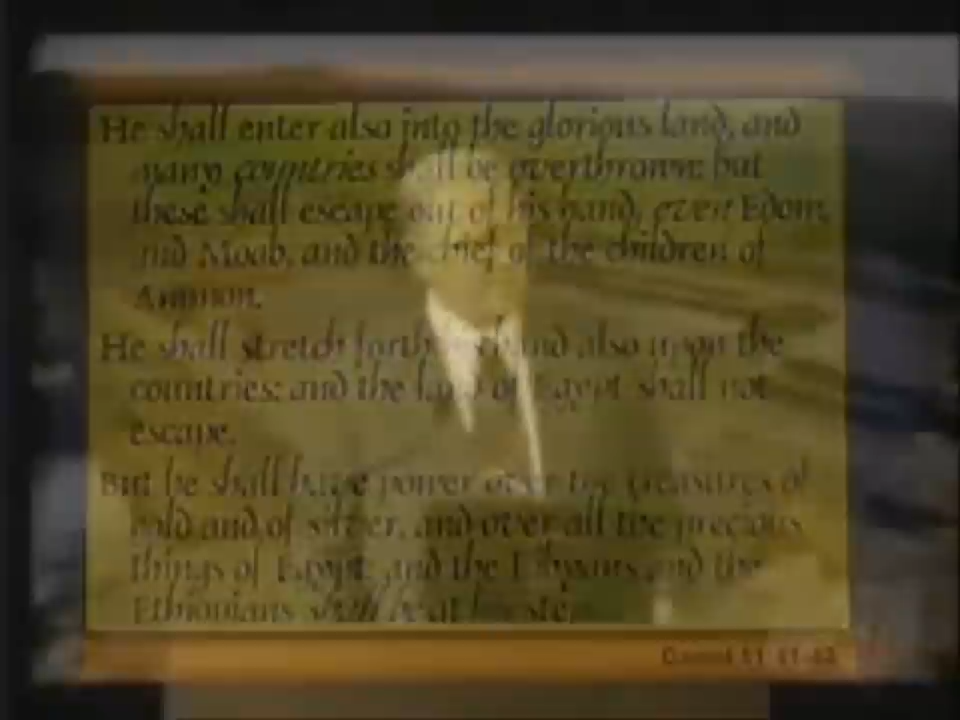 He shall enter also into the glorious land, and
many countries shall be overthrown: but
these shall escape out of his hand, even Edom,
and Moab, and the chief of the children of
Ammon.
He shall stretch forth his hand also upon the
countries: and the land of Egypt shall not
escape.
But he shall have power over the treasures of
gold and of silver, and over all the precious
things of Egypt: and the Libyans and the
Ethiopians shall be at his steps.
Daniel 11:41-43